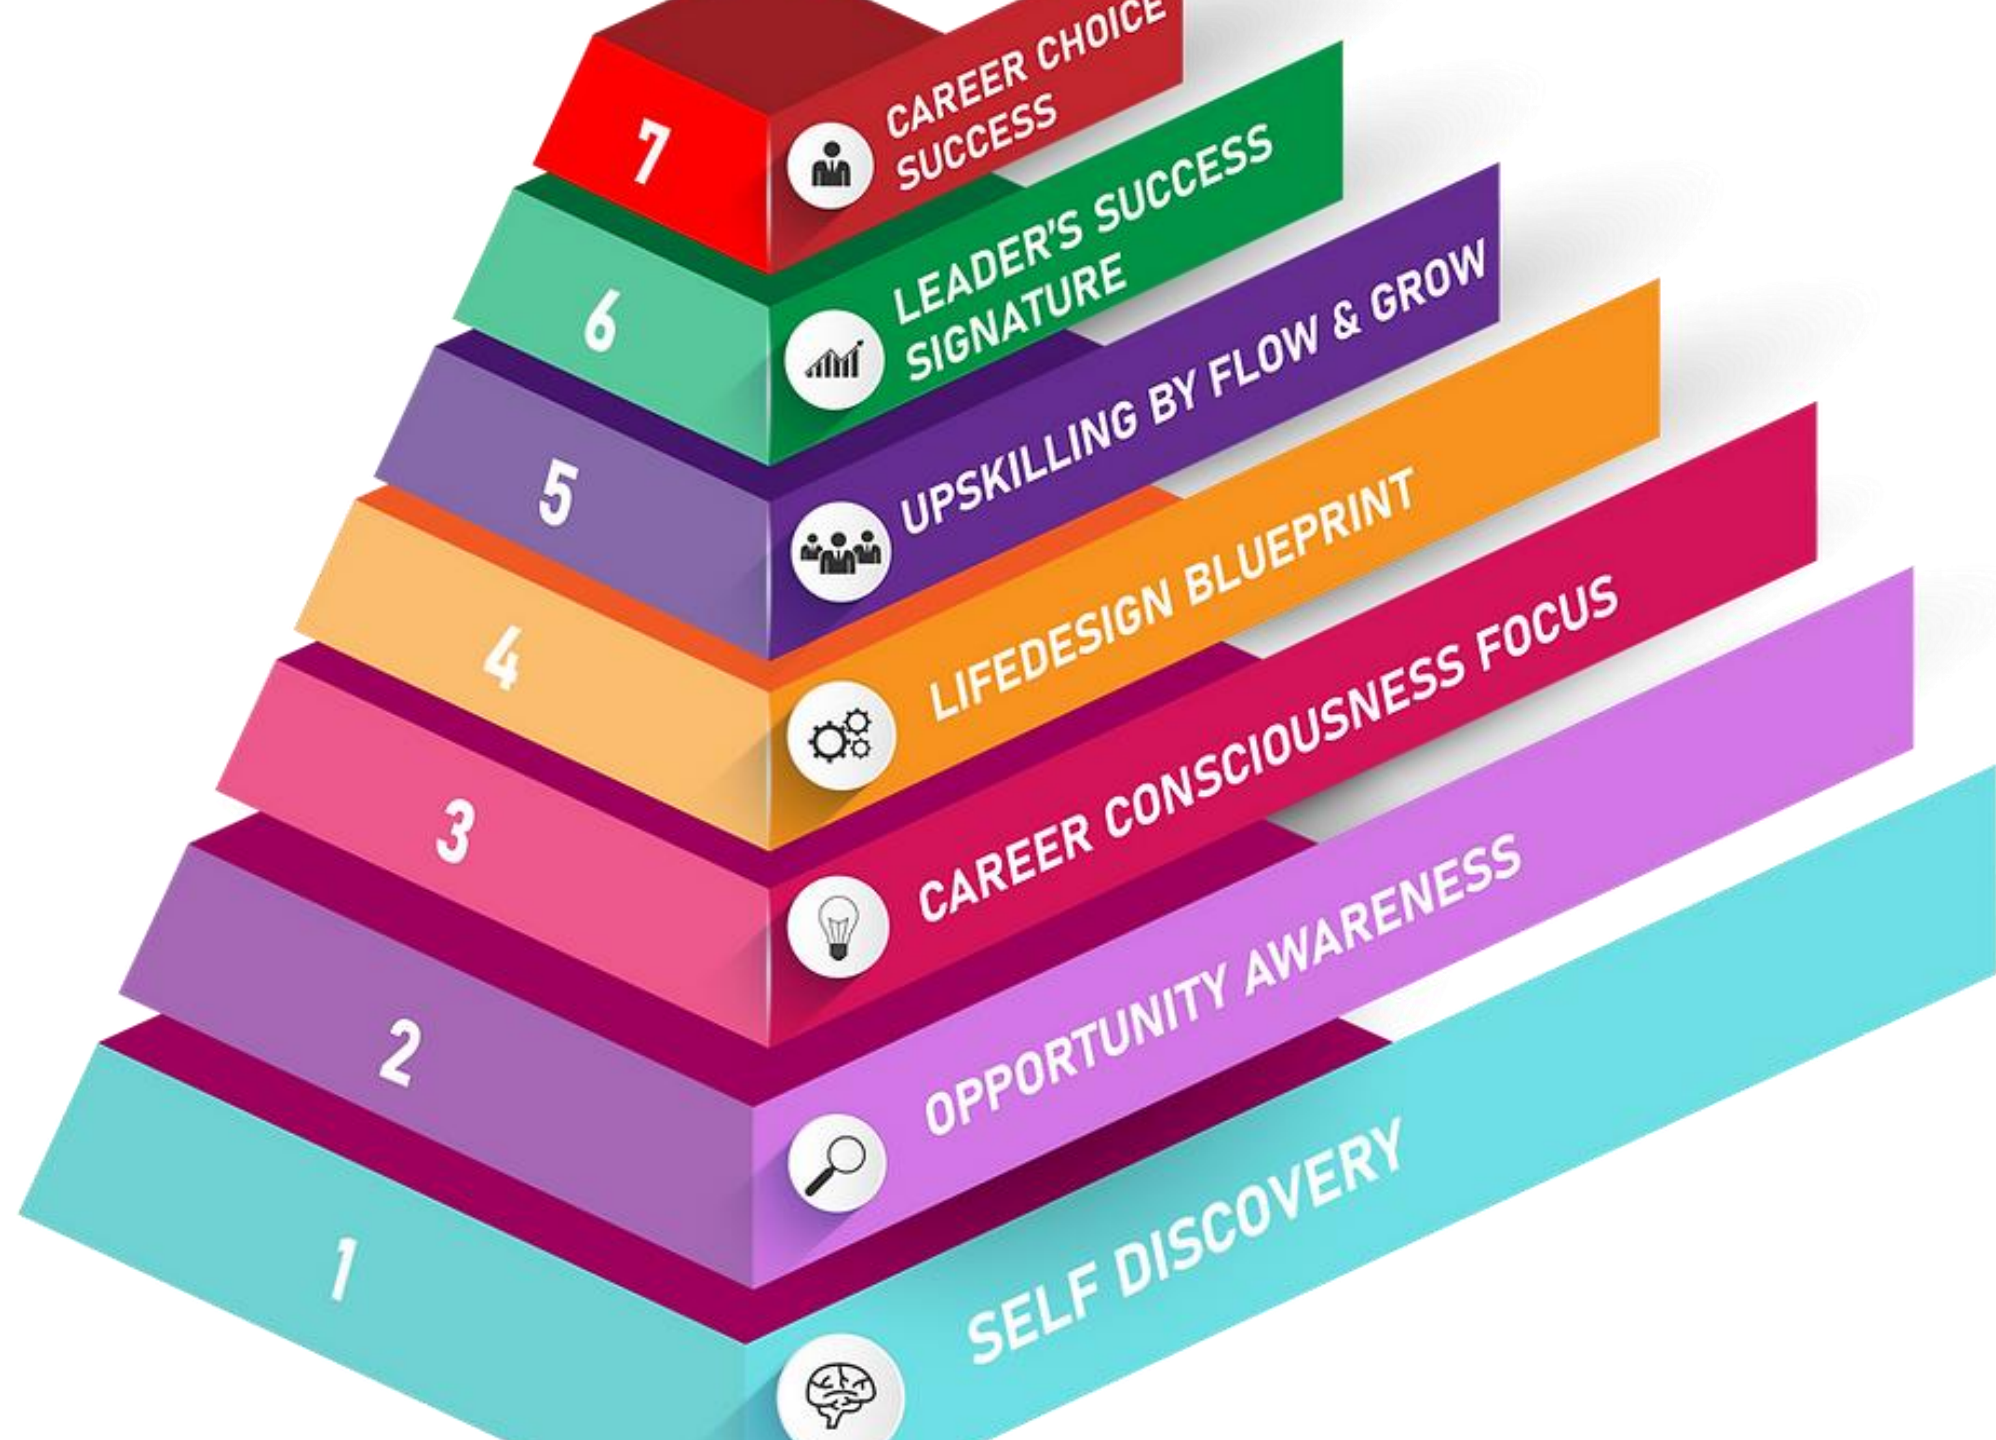 7
CAREER CHOICE
SUCCESS
6
LEADER'S SUCCESS
SIGNATURE
5
UPSKILLING BY FLOW & GROW
4
LIFEDESIGN BLUEPRINT
3
CAREER CONSCIOUSNESS FOCUS
2
OPPORTUNITY AWARENESS
1
SELF DISCOVERY